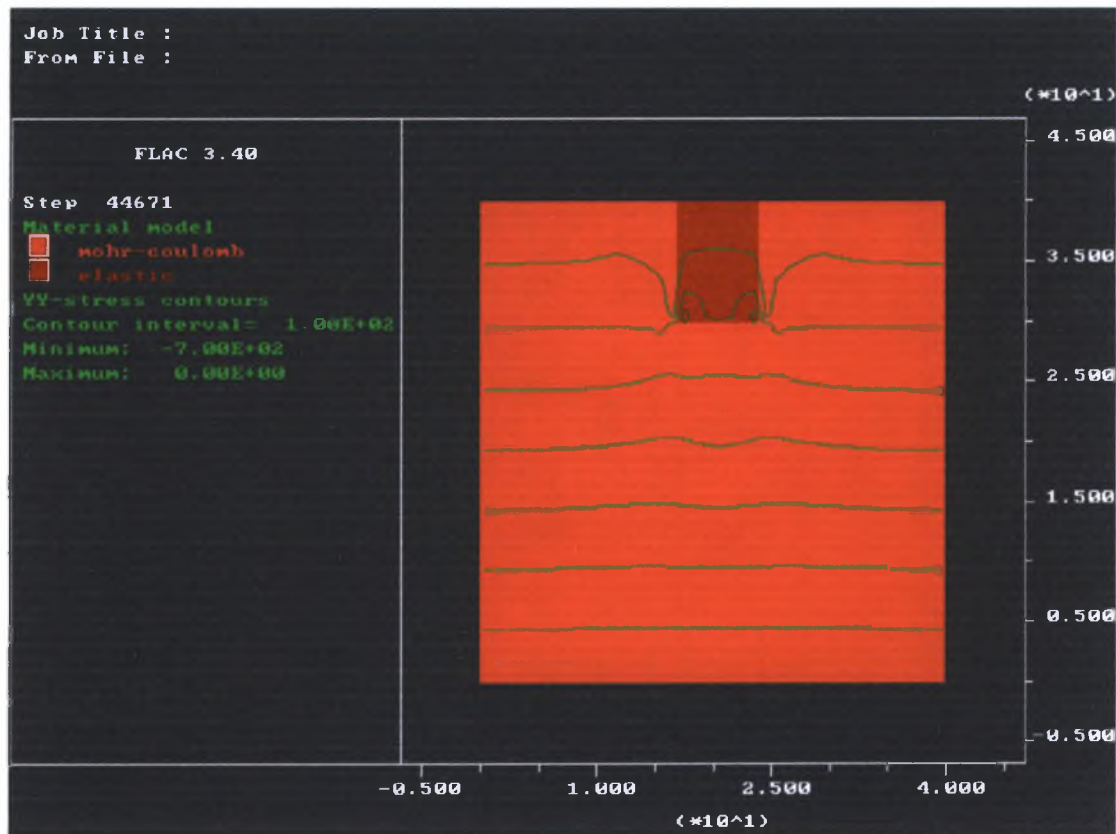 Job Title :
From File :
(*10^1)
FLAC 3.40
Step 44671
Material model
mohr-coulomb
elastic
YY-stress contours
Contour interval= 1.00E+02
Minimum: -7.00E+02
Maximum: 0.00E+00
4.500
3.500
2.500
1.500
0.500
-0.500
-0.500 1.000 2.500 4.000
(*10^1)